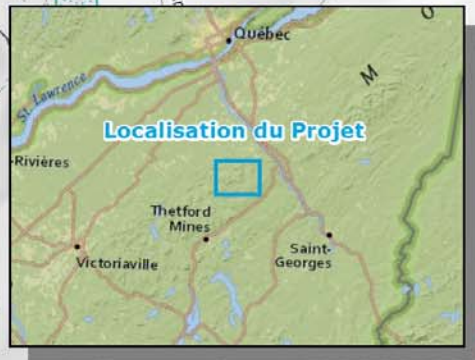 O
Québec
M
St. Lawrence
Localisation du Projet
-Rivières
Thetford
Mines
Saint-
Georges
Victoriaville